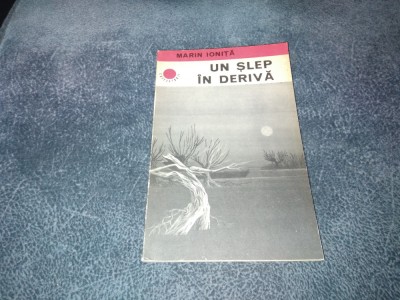 MARIN IONIȚĂ
UN ȘLEP
ÎN DERIVĂ